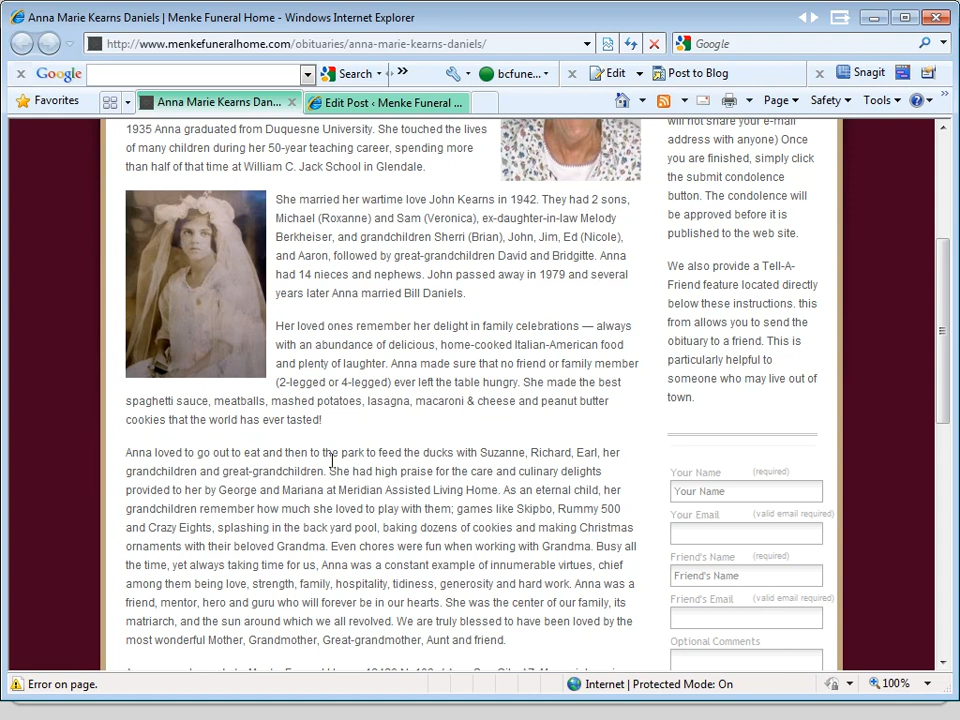 Anna Marie Kearns Daniels | Menke Funeral Home - Windows Internet Explorer
http://www.menkefuneralhome.com/obituaries/anna-marie-kearns-daniels/
Google
Google
Search
bcfune...
Edit
Post to Blog
Snagit
Favorites
Anna Marie Kearns Dan...
Edit Post ‹ Menke Funeral ...
Page
Safety
Tools
1935 Anna graduated from Duquesne University. She touched the lives
of many children during her 50-year teaching career, spending more
than half of that time at William C. Jack School in Glendale.
She married her wartime love John Kearns in 1942. They had 2 sons,
Michael (Roxanne) and Sam (Veronica), ex-daughter-in-law Melody
Berkheiser, and grandchildren Sherri (Brian), John, Jim, Ed (Nicole),
and Aaron, followed by great-grandchildren David and Bridgitte. Anna
had 14 nieces and nephews. John passed away in 1979 and several
years later Anna married Bill Daniels.
Her loved ones remember her delight in family celebrations — always
with an abundance of delicious, home-cooked Italian-American food
and plenty of laughter. Anna made sure that no friend or family member
(2-legged or 4-legged) ever left the table hungry. She made the best
spaghetti sauce, meatballs, mashed potatoes, lasagna, macaroni & cheese and peanut butter
cookies that the world has ever tasted!
Anna loved to go out to eat and then to the park to feed the ducks with Suzanne, Richard, Earl, her
grandchildren and great-grandchildren. She had high praise for the care and culinary delights
provided to her by George and Mariana at Meridian Assisted Living Home. As an eternal child, her
grandchildren remember how much she loved to play with them; games like Skipbo, Rummy 500
and Crazy Eights, splashing in the back yard pool, baking dozens of cookies and making Christmas
ornaments with their beloved Grandma. Even chores were fun when working with Grandma. Busy all
the time, yet always taking time for us, Anna was a constant example of innumerable virtues, chief
among them being love, strength, family, hospitality, tidiness, generosity and hard work. Anna was a
friend, mentor, hero and guru who will forever be in our hearts. She was the center of our family, its
matriarch, and the sun around which we all revolved. We are truly blessed to have been loved by the
most wonderful Mother, Grandmother, Great-grandmother, Aunt and friend.
will not share your e-mail
address with anyone) Once
you are finished, simply click
the submit condolence
button. The condolence will
be approved before it is
published to the web site.
We also provide a Tell-A-
Friend feature located directly
below these instructions. this
from allows you to send the
obituary to a friend. This is
particularly helpful to
someone who may live out of
town.
Your Name (required)
Your Name
Your Email (valid email required)
Friend's Name (required)
Friend's Name
Friend's Email (valid email required)
Optional Comments
Error on page.
Internet | Protected Mode: On
100%